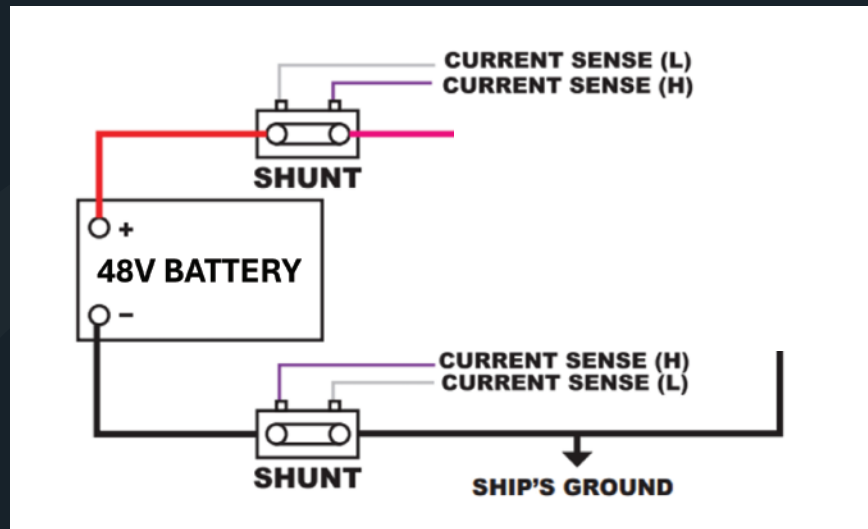 CURRENT SENSE (L)
CURRENT SENSE (H)
SHUNT
+
48V BATTERY
−
CURRENT SENSE (H)
CURRENT SENSE (L)
SHUNT
SHIP'S GROUND